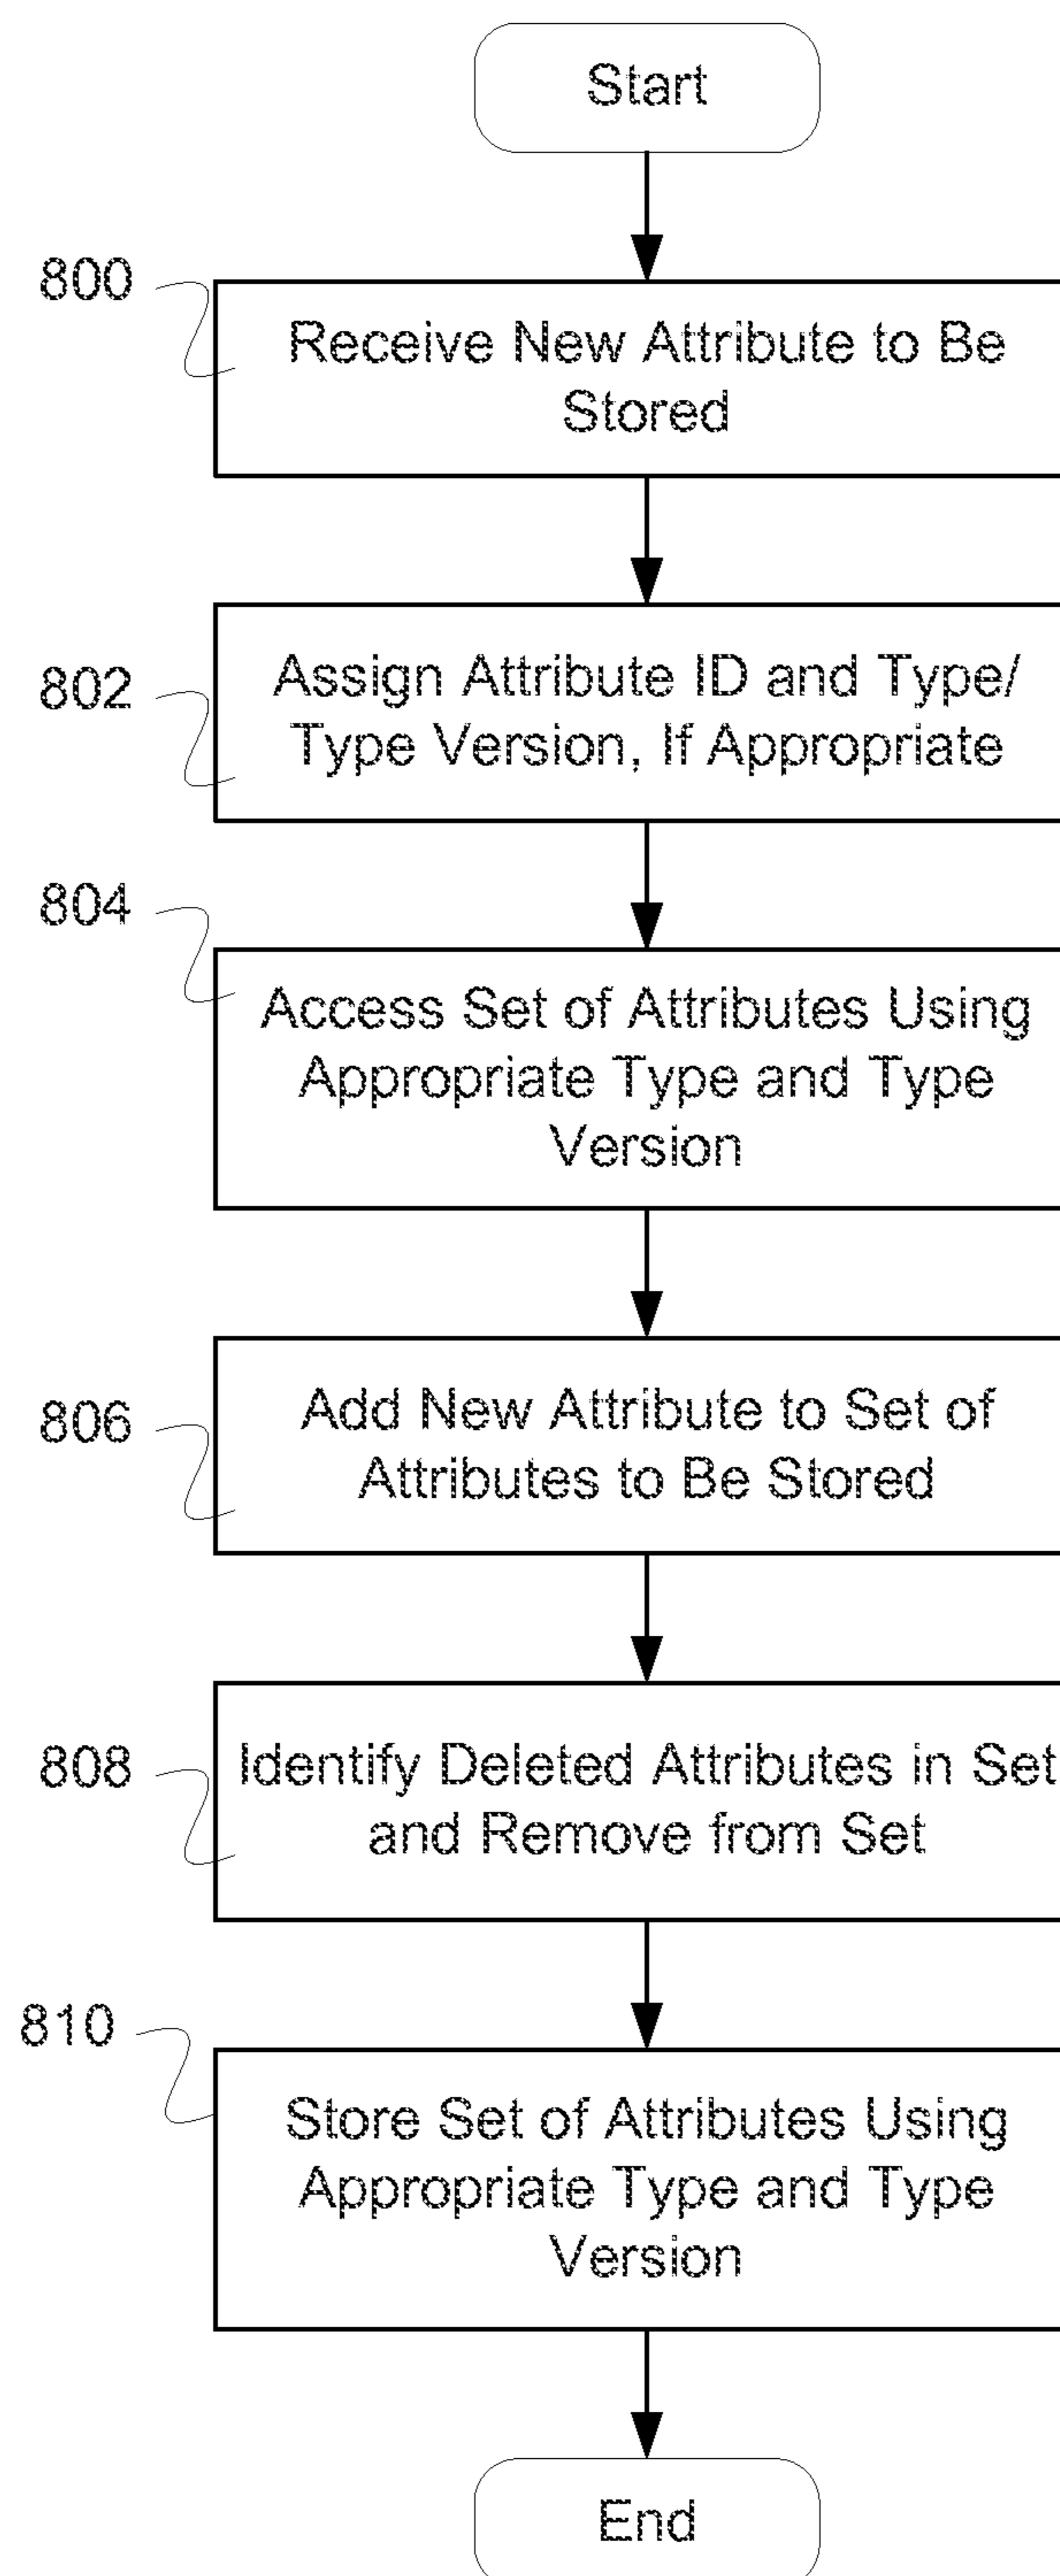 Start
800
Receive New Attribute to Be
Stored
802
Assign Attribute ID and Type/
Type Version, If Appropriate
804
Access Set of Attributes Using
Appropriate Type and Type
Version
806
Add New Attribute to Set of
Attributes to Be Stored
808
Identify Deleted Attributes in Set
and Remove from Set
810
Store Set of Attributes Using
Appropriate Type and Type
Version
End